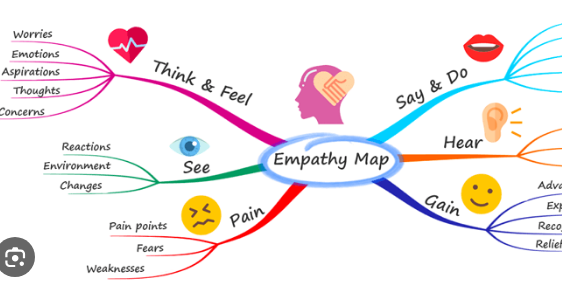 Worries
Emotions
Aspirations
Thoughts
Concerns
Think & Feel
Say & Do
Hear
Empathy Map
See
Reactions
Environment
Changes
Pain
Pain points
Fears
Weaknesses
Gain